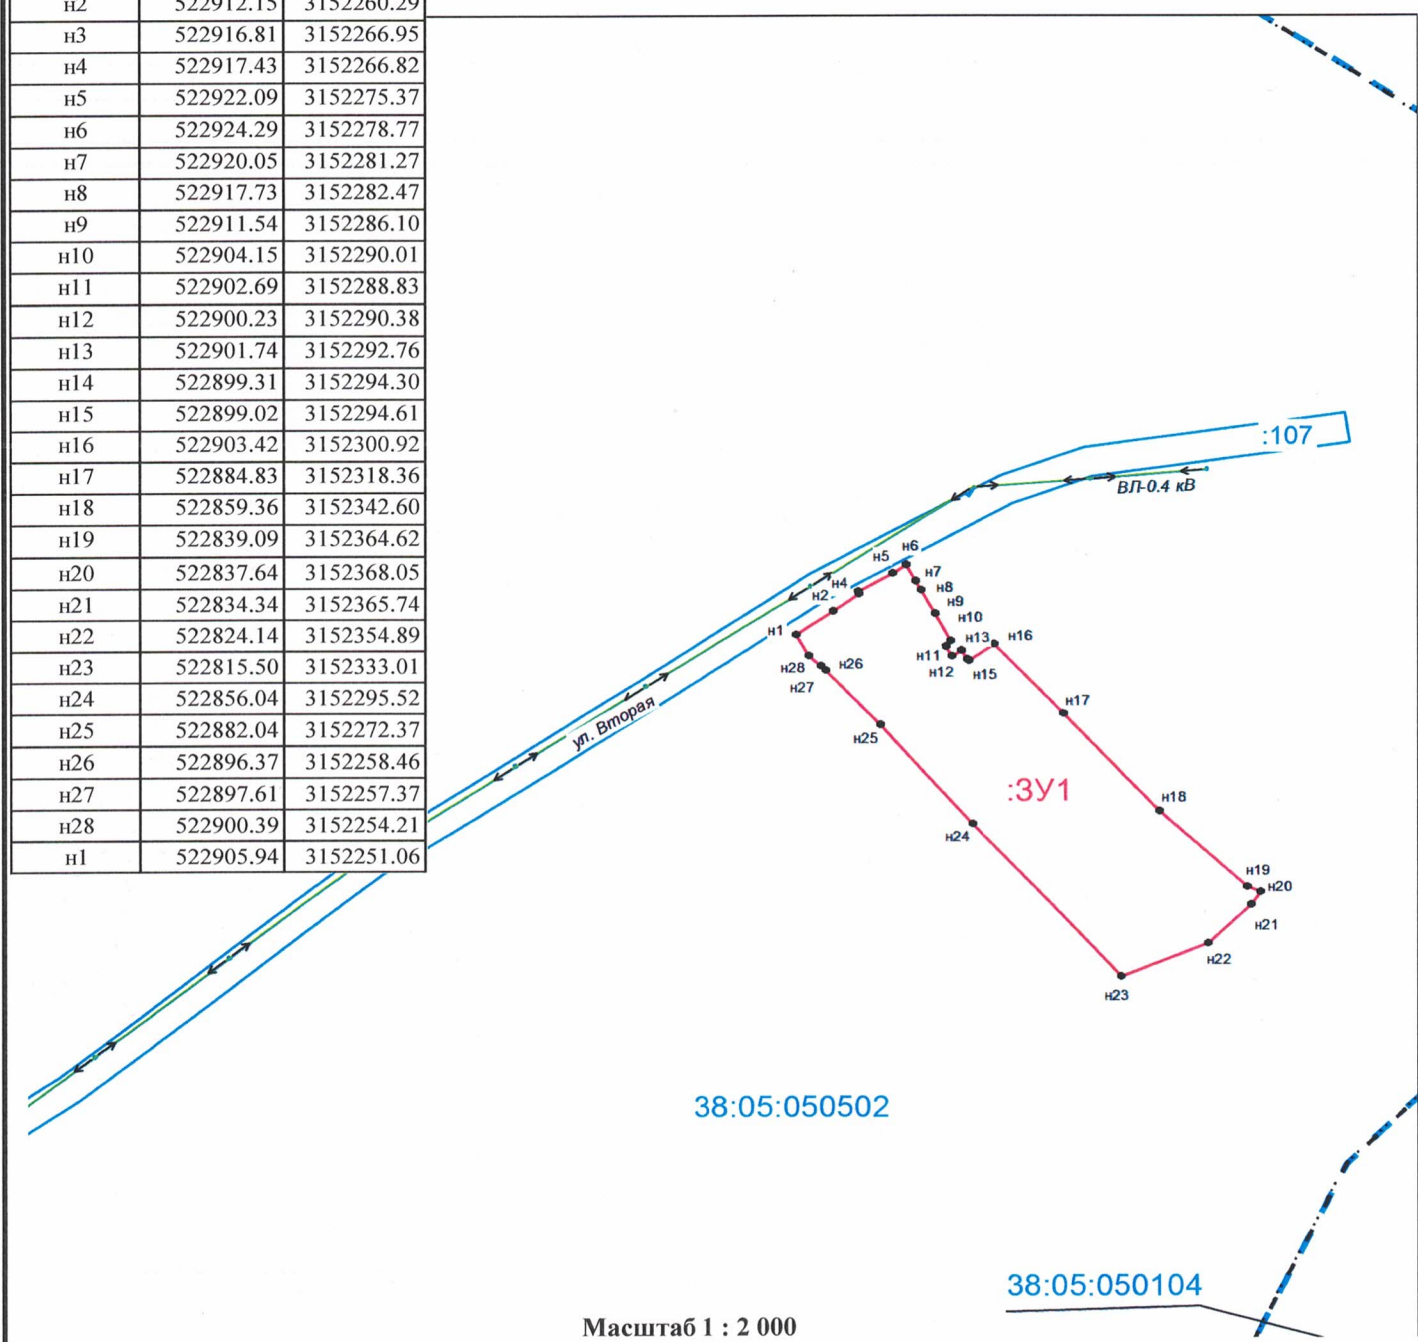 н2 522912.15 3152260.29
н3 522916.81 3152266.95
н4 522917.43 3152266.82
н5 522922.09 3152275.37
н6 522924.29 3152278.77
н7 522920.05 3152281.27
н8 522917.73 3152282.47
н9 522911.54 3152286.10
н10 522904.15 3152290.01
н11 522902.69 3152288.83
н12 522900.23 3152290.38
н13 522901.74 3152292.76
н14 522899.31 3152294.30
н15 522899.02 3152294.61
н16 522903.42 3152300.92
н17 522884.83 3152318.36
н18 522859.36 3152342.60
н19 522839.09 3152364.62
н20 522837.64 3152368.05
н21 522834.34 3152365.74
н22 522824.14 3152354.89
н23 522815.50 3152333.01
н24 522856.04 3152295.52
н25 522882.04 3152272.37
н26 522896.37 3152258.46
н27 522897.61 3152257.37
н28 522900.39 3152254.21
н1 522905.94 3152251.06
:107
ВЛ-0.4 кВ
н6
н5
н7
н4
н8
н2
н9
н10
н1
н13
н16
н11
н28
н26
н12
н15
н27
н17
ул. Вторая
н25
:ЗУ1
н18
н24
н19
н20
н21
н22
н23
38:05:050502
38:05:050104
Масштаб 1 : 2 000